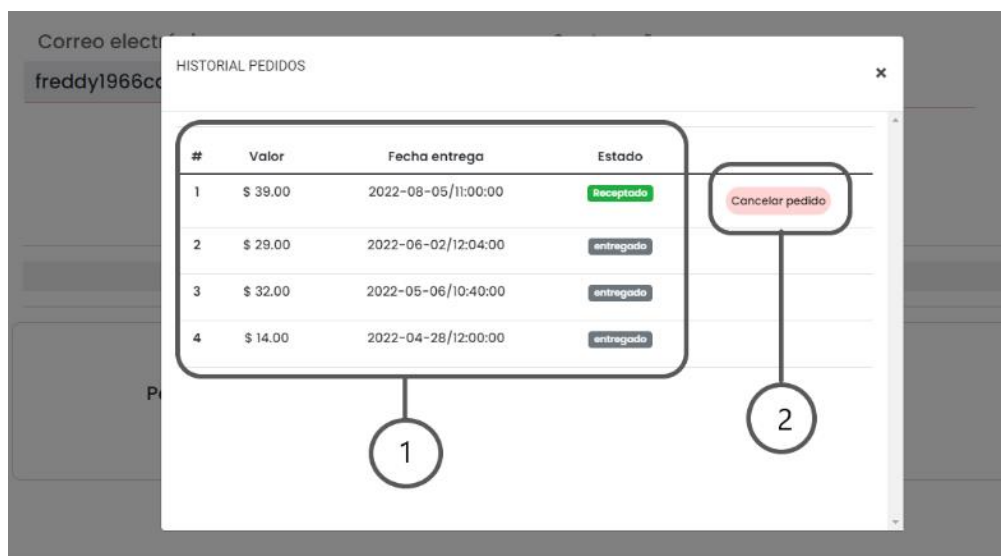 Correo electr
freddy1966co
HISTORIAL PEDIDOS
×
# Valor Fecha entrega Estado
1 $ 39.00 2022-08-05/11:00:00 Receptado Cancelar pedido
2 $ 29.00 2022-06-02/12:04:00 entregado
3 $ 32.00 2022-05-06/10:40:00 entregado
4 $ 14.00 2022-04-28/12:00:00 entregado
1
2